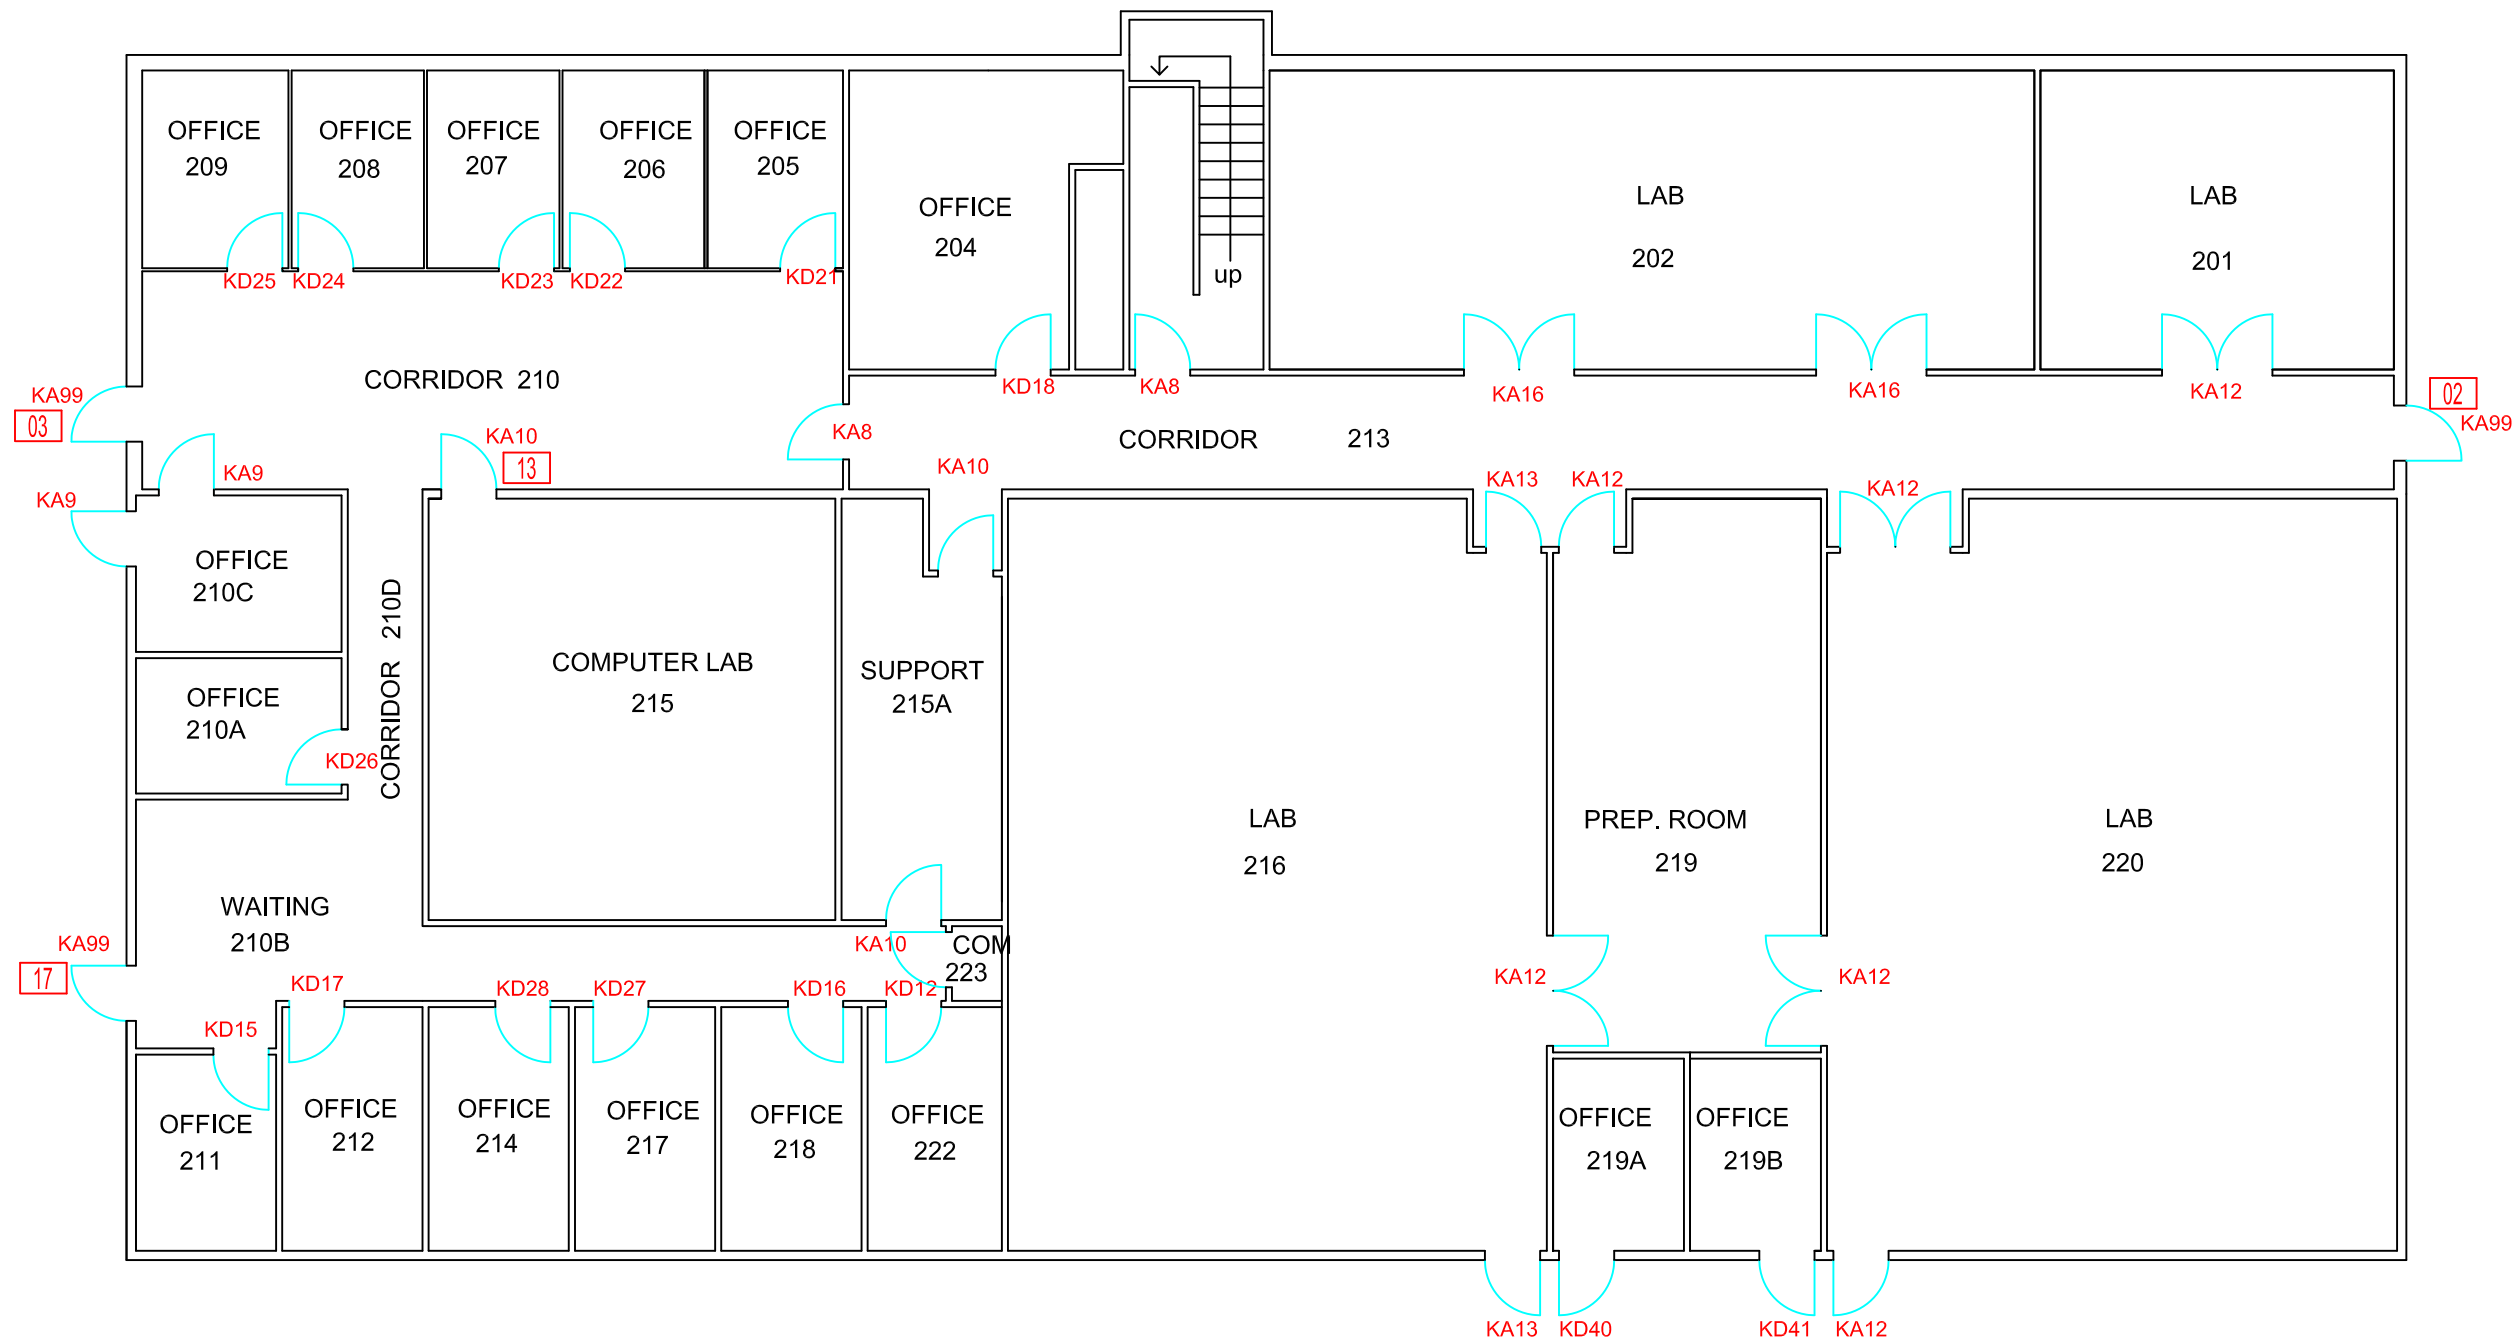 OFFICE
209
OFFICE
208
OFFICE
207
OFFICE
206
OFFICE
205
OFFICE
204
up
LAB
202
LAB
201
KD25
KD24
KD23
KD22
KD21
CORRIDOR 210
KA99
03
KA9
KA9
KA10
13
KA8
KD18
KA8
KA16
KA16
KA12
02
KA99
CORRIDOR 213
KA10
KA13
KA12
KA12
OFFICE
210C
OFFICE
210A
KD26
CORRIDOR 210D
COMPUTER LAB
215
SUPPORT
215A
LAB
216
PREP. ROOM
219
LAB
220
WAITING
210B
KA99
17
KA10
COM
223
KD17
KD28
KD27
KD16
KD12
KD15
KA12
KA12
OFFICE
211
OFFICE
212
OFFICE
214
OFFICE
217
OFFICE
218
OFFICE
222
OFFICE
219A
OFFICE
219B
KA13
KD40
KD41
KA12